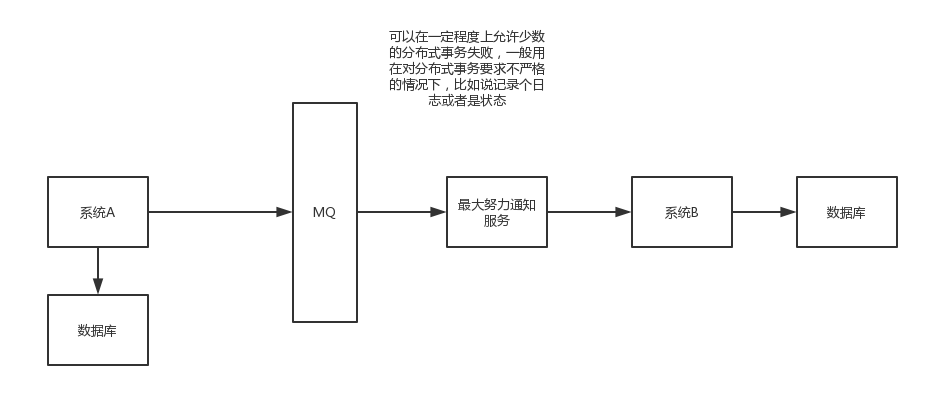 可以在一定程度上允许少数
的分布式事务失败，一般用
在对分布式事务要求不严格
的情况下，比如说记录个日
志或者是状态
系统A
MQ
最大努力通知
服务
系统B
数据库
数据库